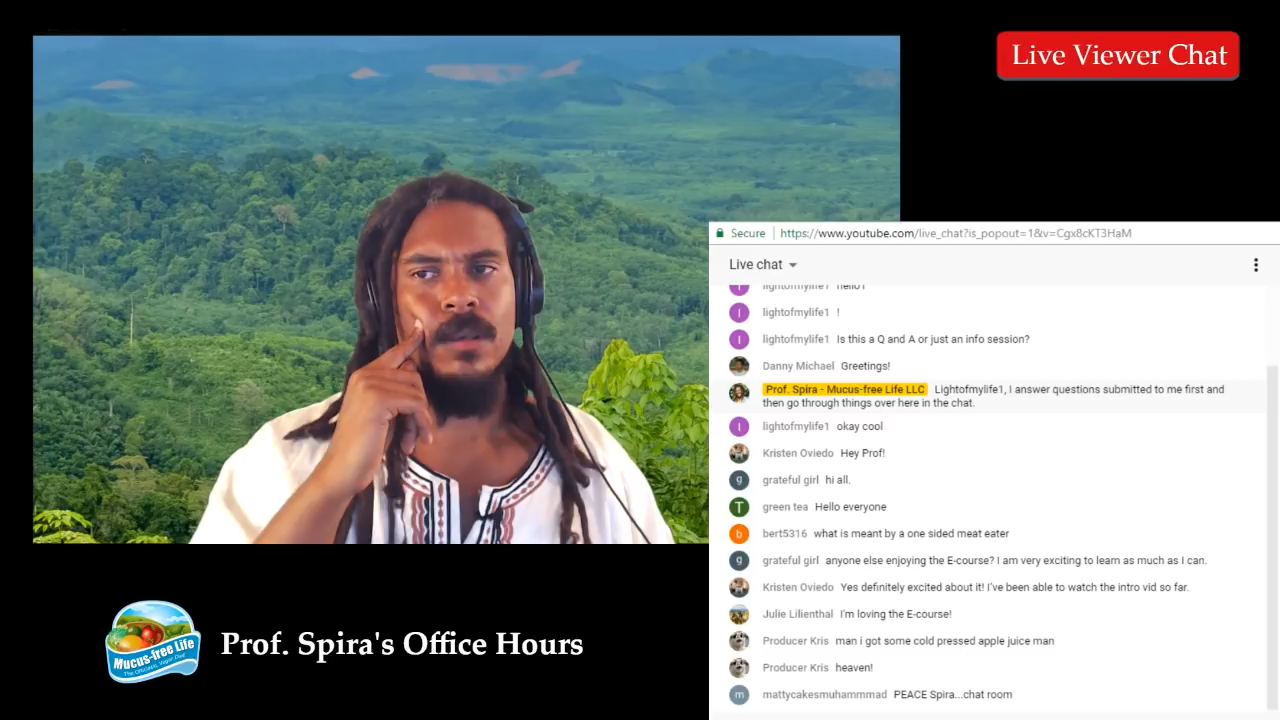 Live Viewer Chat
Secure https://www.youtube.com/live_chat?is_popout=1&v=Cgx8cKT3HaM
Live chat
lightofmylife1 hello1
lightofmylife1 !
lightofmylife1 Is this a Q and A or just an info session?
Danny Michael Greetings!
Prof. Spira - Mucus-free Life LLC Lightofmylife1, I answer questions submitted to me first and
then go through things over here in the chat.
lightofmylife1 okay cool
Kristen Oviedo Hey Prof!
g grateful girl hi all.
T green tea Hello everyone
b bert5316 what is meant by a one sided meat eater
g grateful girl anyone else enjoying the E-course? I am very exciting to learn as much as I can.
Kristen Oviedo Yes definitely excited about it! I've been able to watch the intro vid so far.
Julie Lilienthal I'm loving the E-course!
Producer Kris man i got some cold pressed apple juice man
Producer Kris heaven!
m mattycakesmuhammmad PEACE Spira...chat room
Mucus-free Life
Prof. Spira's Office Hours